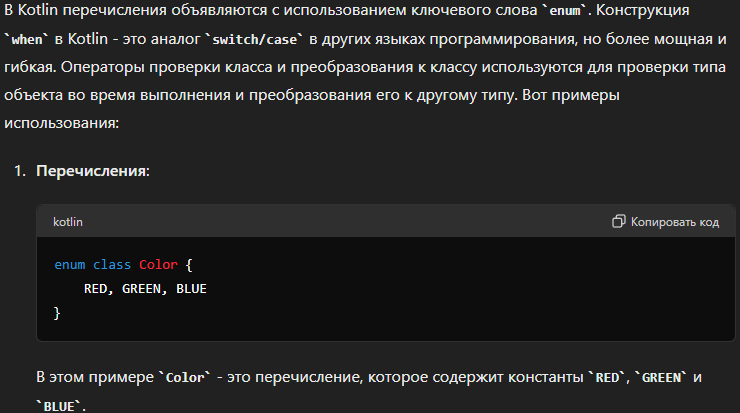 В Kotlin перечисления объявляются с использованием ключевого слова `enum`. Конструкция
`when` в Kotlin - это аналог `switch/case` в других языках программирования, но более мощная и
гибкая. Операторы проверки класса и преобразования к классу используются для проверки типа
объекта во время выполнения и преобразования его к другому типу. Вот примеры
использования:
1. Перечисления:
kotlin
Копировать код
enum class Color {
    RED, GREEN, BLUE
}
В этом примере `Color` - это перечисление, которое содержит константы `RED`, `GREEN` и
`BLUE`.